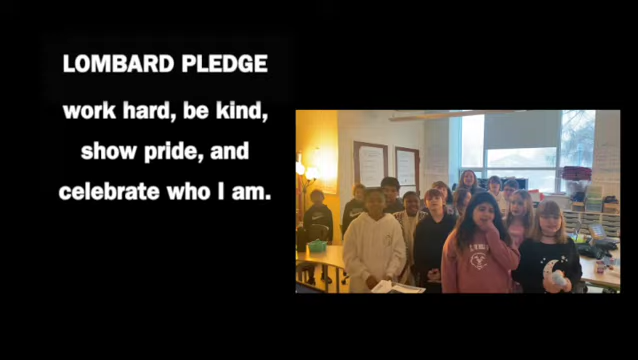 LOMBARD PLEDGE
work hard, be kind,
show pride, and
celebrate who I am.